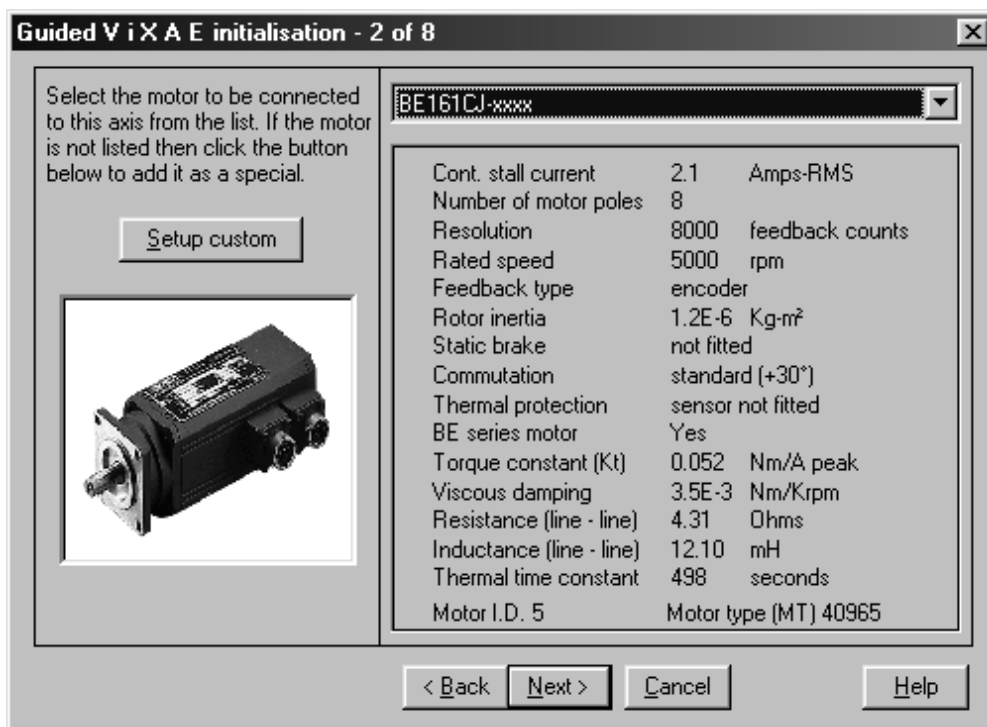 Guided V i X A E initialisation - 2 of 8
Select the motor to be connected
to this axis from the list. If the motor
is not listed then click the button
below to add it as a special.
Setup custom
BE161CJ-xxxx
Cont. stall current 2.1 Amps-RMS
Number of motor poles 8
Resolution 8000 feedback counts
Rated speed 5000 rpm
Feedback type encoder
Rotor inertia 1.2E-6 Kg-m²
Static brake not fitted
Commutation standard (+30°)
Thermal protection sensor not fitted
BE series motor Yes
Torque constant (Kt) 0.052 Nm/A peak
Viscous damping 3.5E-3 Nm/Krpm
Resistance (line - line) 4.31 Ohms
Inductance (line - line) 12.10 mH
Thermal time constant 498 seconds
Motor I.D. 5 Motor type (MT) 40965
< Back Next > Cancel Help